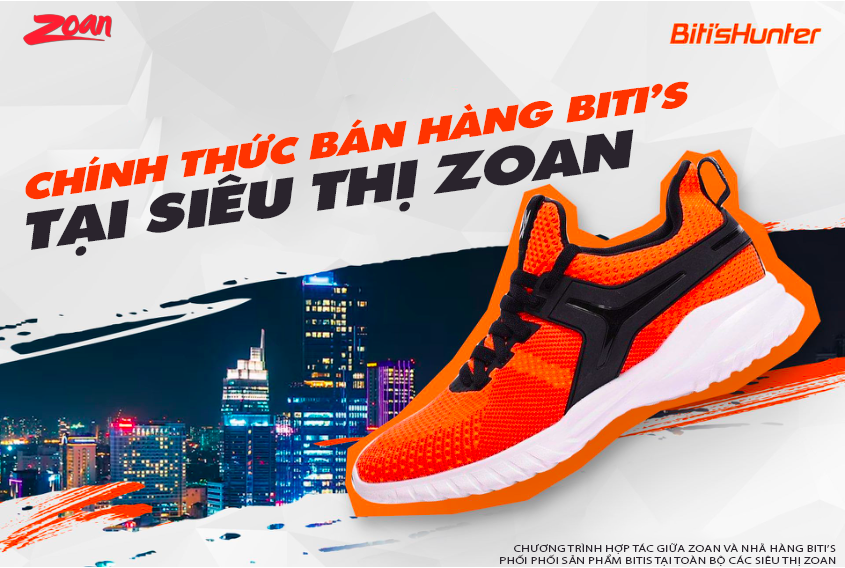 Zoan
Biti'sHunter
CHÍNH THỨC BÁN HÀNG BITI'S
TẠI SIÊU THỊ ZOAN
CHƯƠNG TRÌNH HỢP TÁC GIỮA ZOAN VÀ NHÃ HÀNG BITI'S
PHỐI PHỐI SẢN PHẨM BITIS TẠI TOÀN BỘ CÁC SIÊU THỊ ZOAN